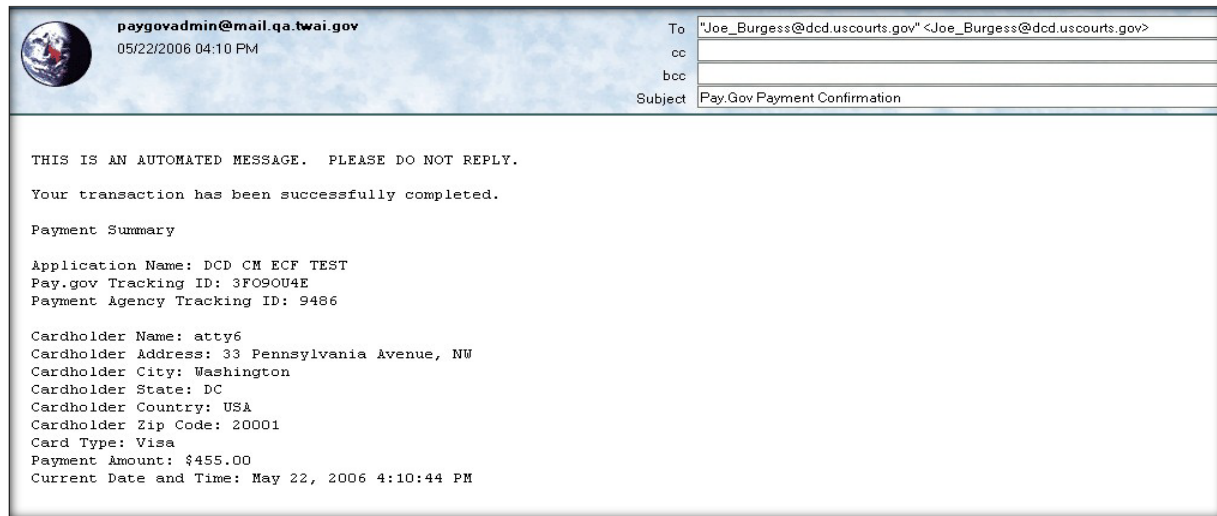 paygovadmin@mail.qa.twai.gov
05/22/2006 04:10 PM
To "Joe_Burgess@dcd.uscourts.gov" <Joe_Burgess@dcd.uscourts.gov>
cc
bcc
Subject Pay.Gov Payment Confirmation
THIS IS AN AUTOMATED MESSAGE. PLEASE DO NOT REPLY.
Your transaction has been successfully completed.
Payment Summary
Application Name: DCD CM ECF TEST
Pay.gov Tracking ID: 3FO9OU4E
Payment Agency Tracking ID: 9486
Cardholder Name: atty6
Cardholder Address: 33 Pennsylvania Avenue, NW
Cardholder City: Washington
Cardholder State: DC
Cardholder Country: USA
Cardholder Zip Code: 20001
Card Type: Visa
Payment Amount: $455.00
Current Date and Time: May 22, 2006 4:10:44 PM